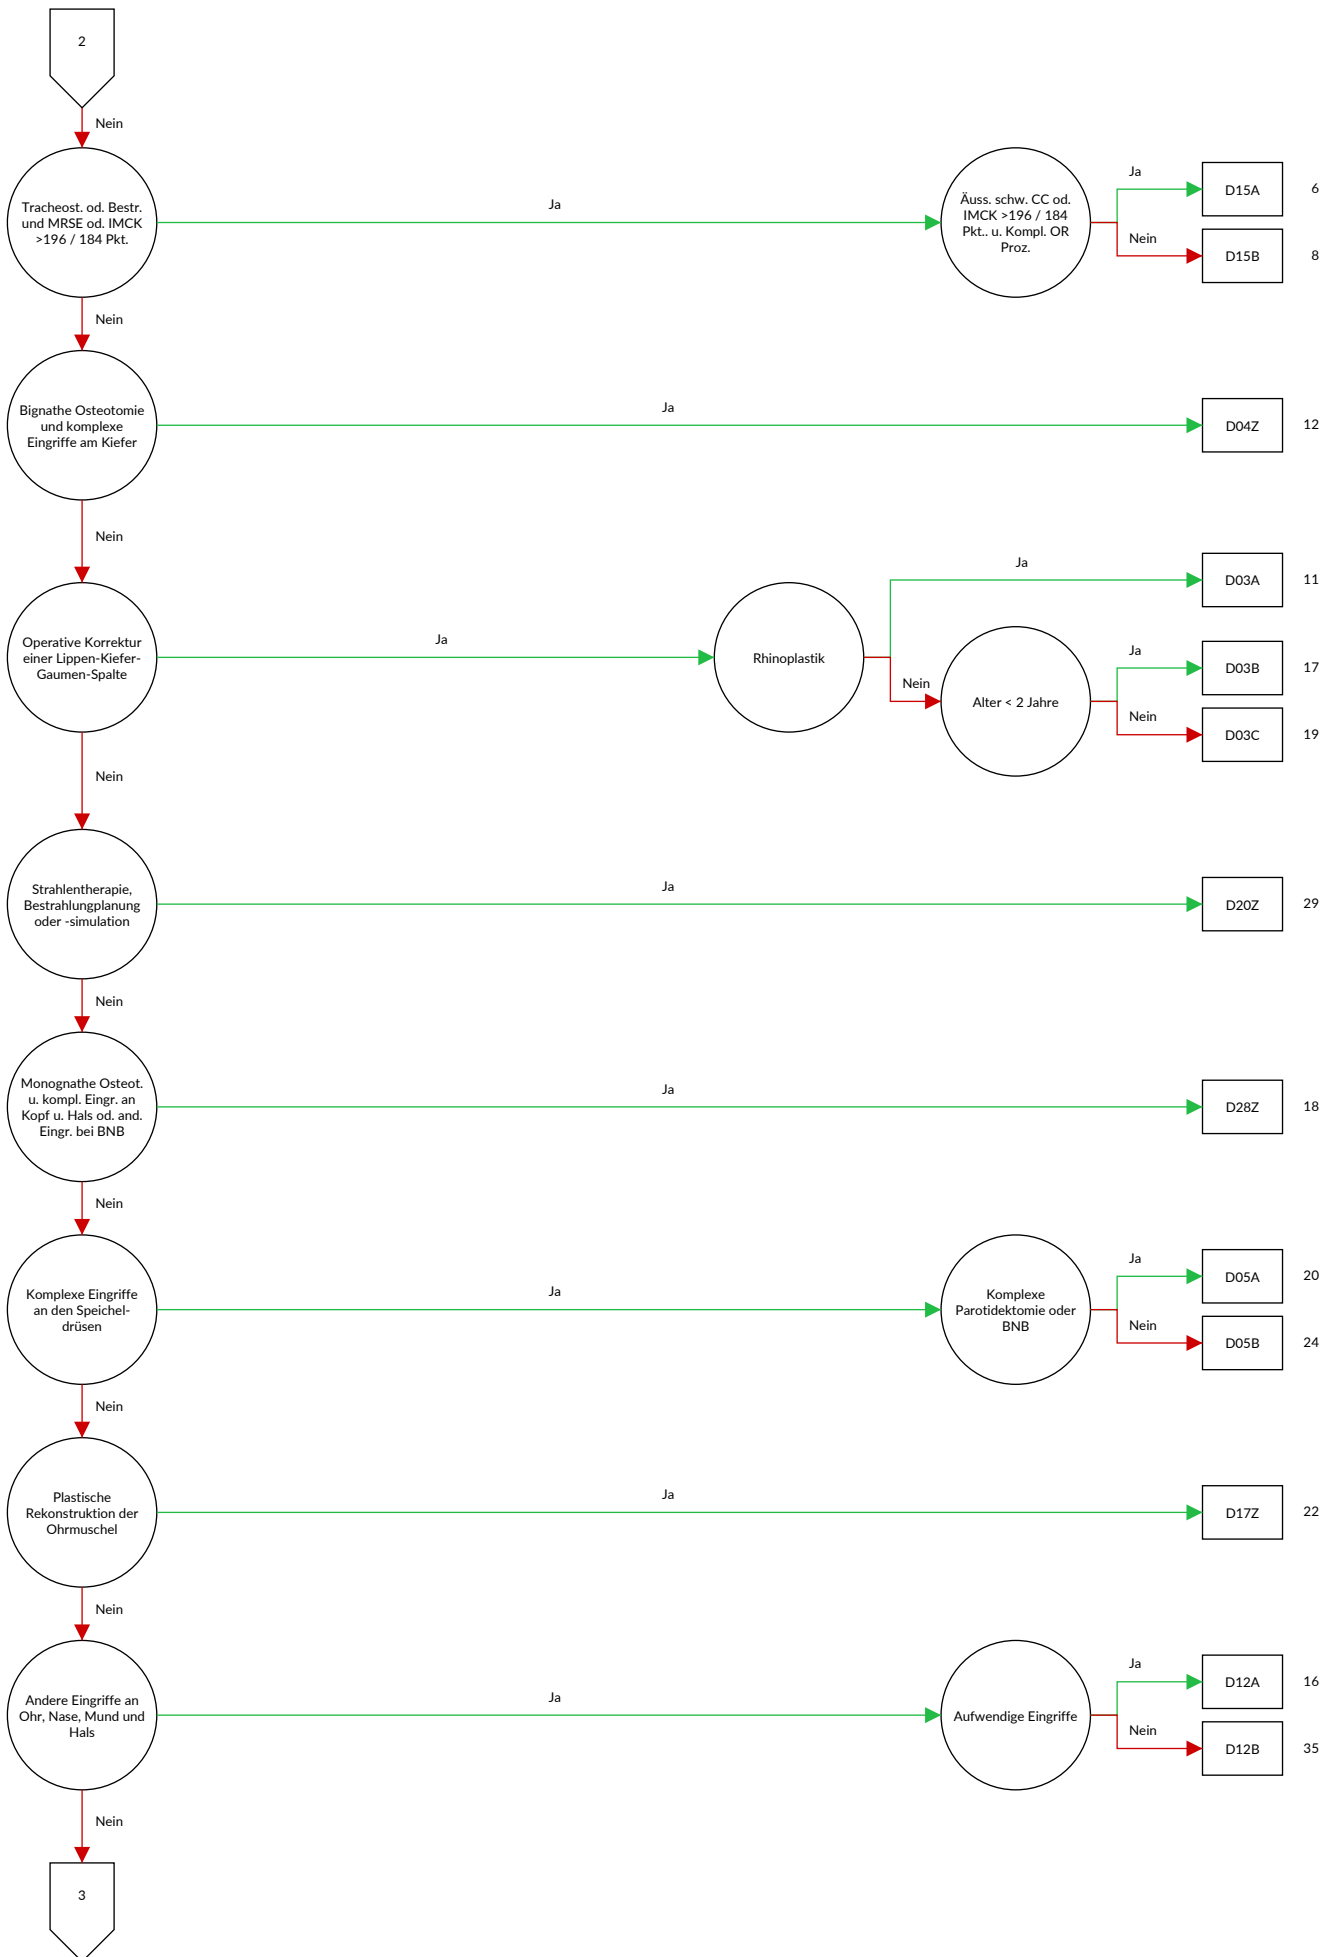 2
Nein
Tracheost. od. Bestr.
und MRSE od. IMCK
>196 / 184 Pkt.
Ja
Äuss. schw. CC od.
IMCK >196 / 184
Pkt.. u. Kompl. OR
Proz.
Ja
D15A
6
Nein
D15B
8
Nein
Bignathe Osteotomie
und komplexe
Eingriffe am Kiefer
Ja
D04Z
12
Nein
Operative Korrektur
einer Lippen-Kiefer-
Gaumen-Spalte
Ja
Rhinoplastik
Ja
D03A
11
Nein
Alter < 2 Jahre
Ja
D03B
17
Nein
D03C
19
Nein
Strahlentherapie,
Bestrahlungplanung
oder -simulation
Ja
D20Z
29
Nein
Monognathe Osteot.
u. kompl. Eingr. an
Kopf u. Hals od. and.
Eingr. bei BNB
Ja
D28Z
18
Nein
Komplexe Eingriffe
an den Speichel-
drüsen
Ja
Komplexe
Parotidektomie oder
BNB
Ja
D05A
20
Nein
D05B
24
Nein
Plastische
Rekonstruktion der
Ohrmuschel
Ja
D17Z
22
Nein
Andere Eingriffe an
Ohr, Nase, Mund und
Hals
Ja
Aufwendige Eingriffe
Ja
D12A
16
Nein
D12B
35
Nein
3